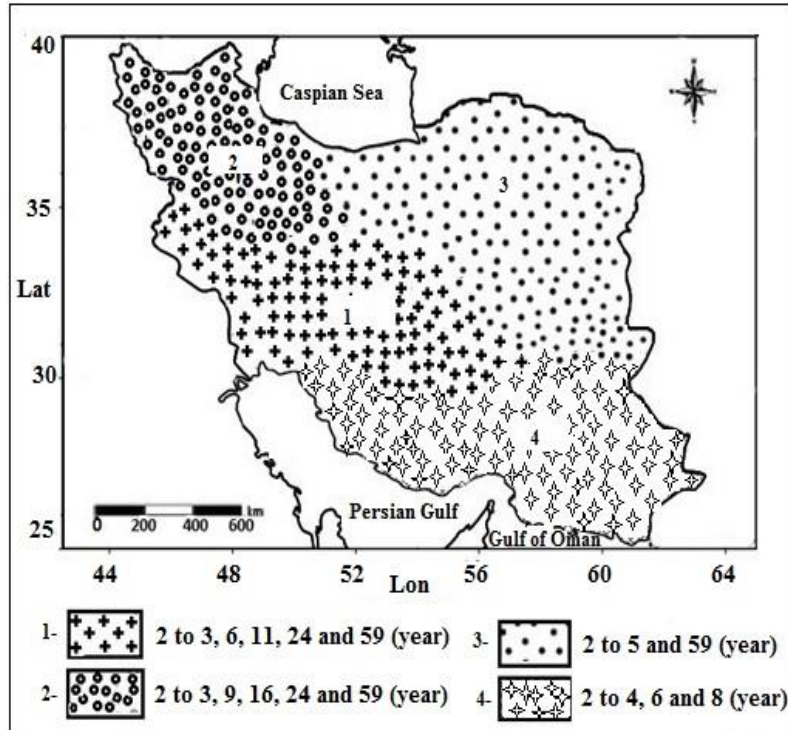 40
Caspian Sea
2
3
35
Lat
1
30
4
km
0 200 400 600
Persian Gulf
25
Gulf of Oman
44 48 52 56 60 64
Lon
1- 2 to 3, 6, 11, 24 and 59 (year)
3- 2 to 5 and 59 (year)
2- 2 to 3, 9, 16, 24 and 59 (year)
4- 2 to 4, 6 and 8 (year)